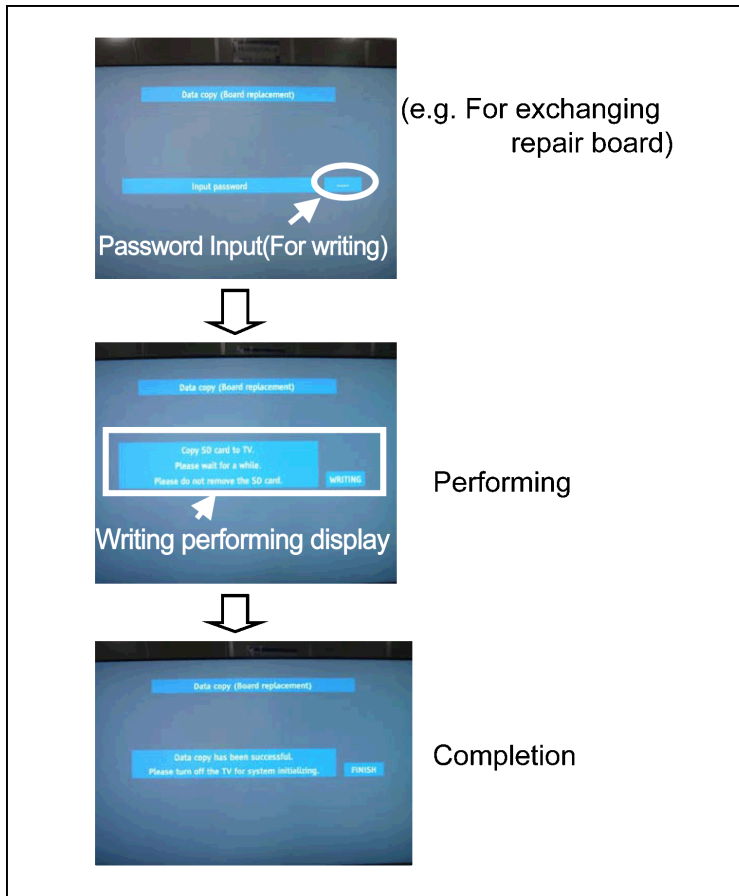 Data copy (Board replacement)
(e.g. For exchanging
repair board)
Input password
Password Input(For writing)
Data copy (Board replacement)
Copy SD card to TV.
Please wait for a while.
Please do not remove the SD card.
WRITING
Performing
Writing performing display
Data copy (Board replacement)
Data copy has been successful.
Please turn off the TV for system initializing.
FINISH
Completion